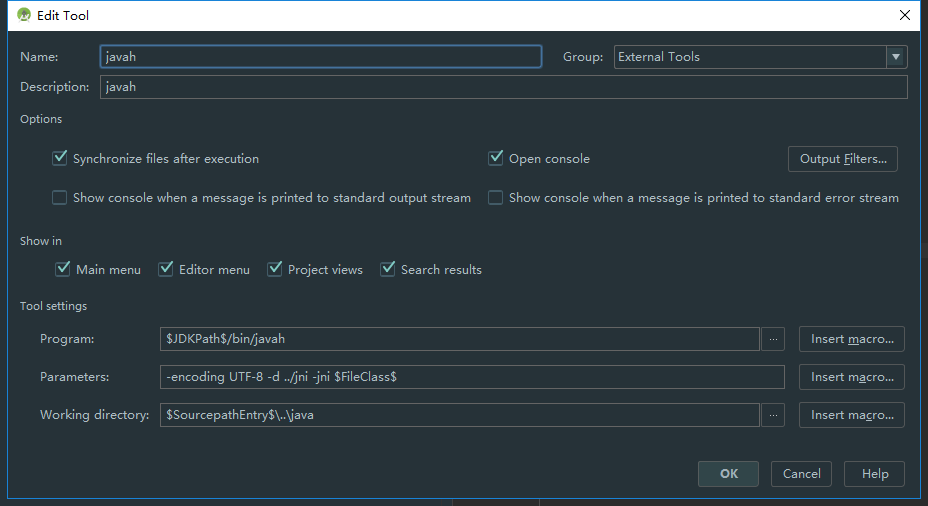 Edit Tool
Name: javah Group: External Tools
Description: javah
Options
Synchronize files after execution Open console Output Filters...
Show console when a message is printed to standard output stream Show console when a message is printed to standard error stream
Show in
Main menu Editor menu Project views Search results
Tool settings
Program: $JDKPath$/bin/javah ... Insert macro...
Parameters: -encoding UTF-8 -d ../jni -jni $FileClass$ Insert macro...
Working directory: $SourcepathEntry$\..\java ... Insert macro...
OK Cancel Help